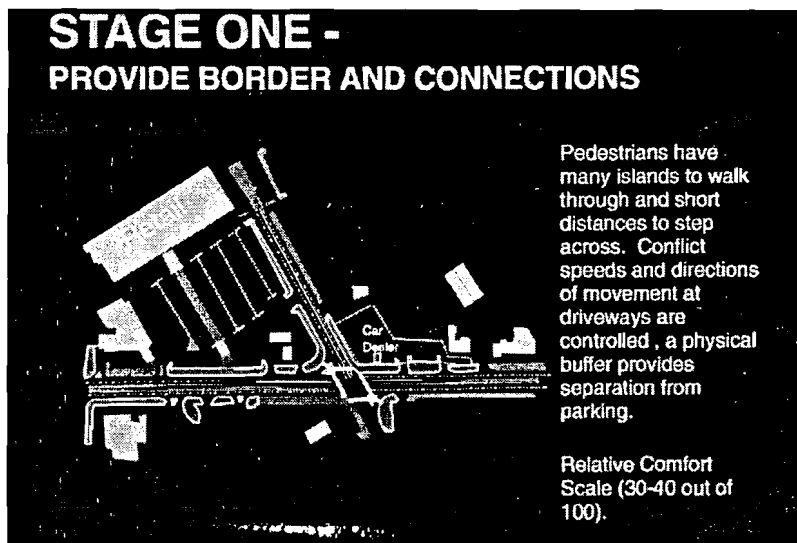 STAGE ONE -
PROVIDE BORDER AND CONNECTIONS
Pedestrians have
many islands to walk
through and short
distances to step
across. Conflict
speeds and directions
of movement at
driveways are
controlled , a physical
buffer provides
separation from
parking.
Relative Comfort
Scale (30-40 out of
100).
Retail
Car
Dealer